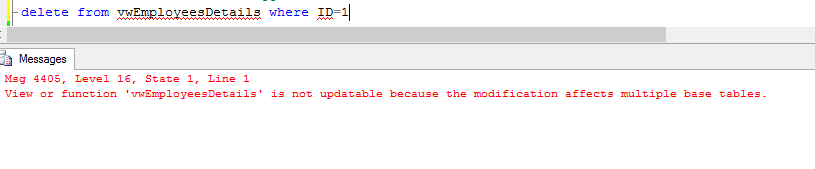 delete from vwEmployeesDetails where ID=1
Messages
Msg 4405, Level 16, State 1, Line 1
View or function 'vwEmployeesDetails' is not updatable because the modification affects multiple base tables.